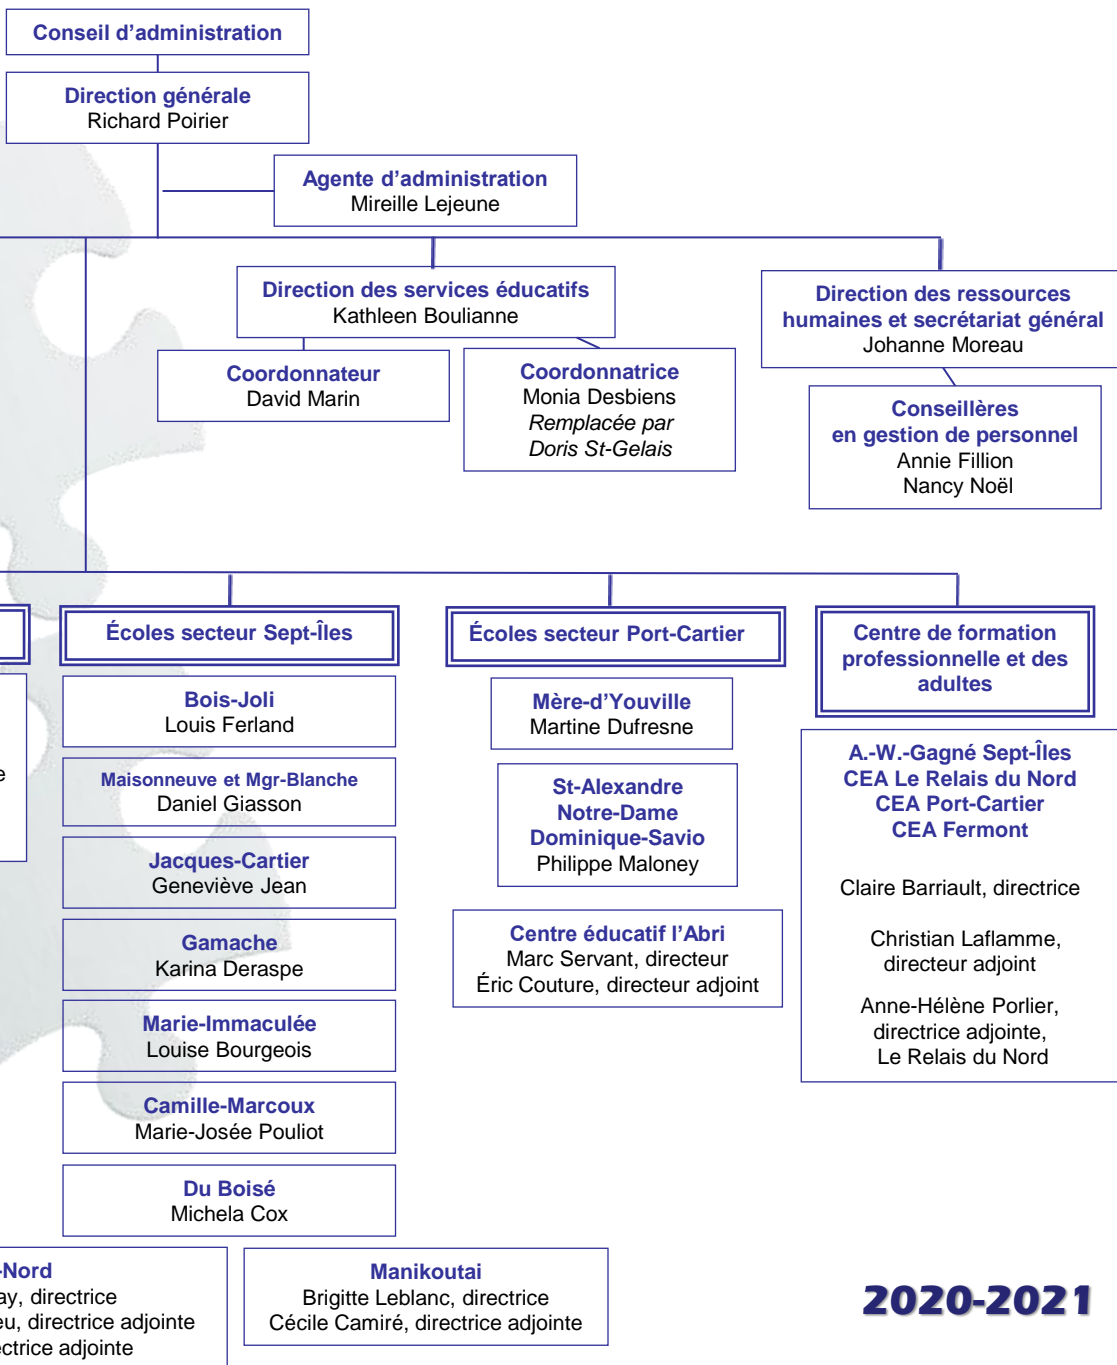 Conseil d'administration
Direction générale
Richard Poirier
Agente d'administration
Mireille Lejeune
Direction des services éducatifs
Kathleen Boulianne
Coordonnateur
David Marin
Coordonnatrice
Monia Desbiens
Remplacée par
Doris St-Gelais
Direction des ressources
humaines et secrétariat général
Johanne Moreau
Conseillères
en gestion de personnel
Annie Fillion
Nancy Noël
Écoles secteur Sept-Îles
Bois-Joli
Louis Ferland
Maisonneuve et Mgr-Blanche
Daniel Giasson
Jacques-Cartier
Geneviève Jean
Gamache
Karina Deraspe
Marie-Immaculée
Louise Bourgeois
Camille-Marcoux
Marie-Josée Pouliot
Du Boisé
Michela Cox
-Nord
directrice
directrice adjointe
adjointe
Manikoutai
Brigitte Leblanc, directrice
Cécile Camiré, directrice adjointe
Écoles secteur Port-Cartier
Mère-d'Youville
Martine Dufresne
St-Alexandre
Notre-Dame
Dominique-Savio
Philippe Maloney
Centre éducatif l'Abri
Marc Servant, directeur
Éric Couture, directeur adjoint
Centre de formation
professionnelle et des
adultes
A.-W.-Gagné Sept-Îles
CEA Le Relais du Nord
CEA Port-Cartier
CEA Fermont
Claire Barriault, directrice
Christian Laflamme,
directeur adjoint
Anne-Hélène Porlier,
directrice adjointe,
Le Relais du Nord
2020-2021